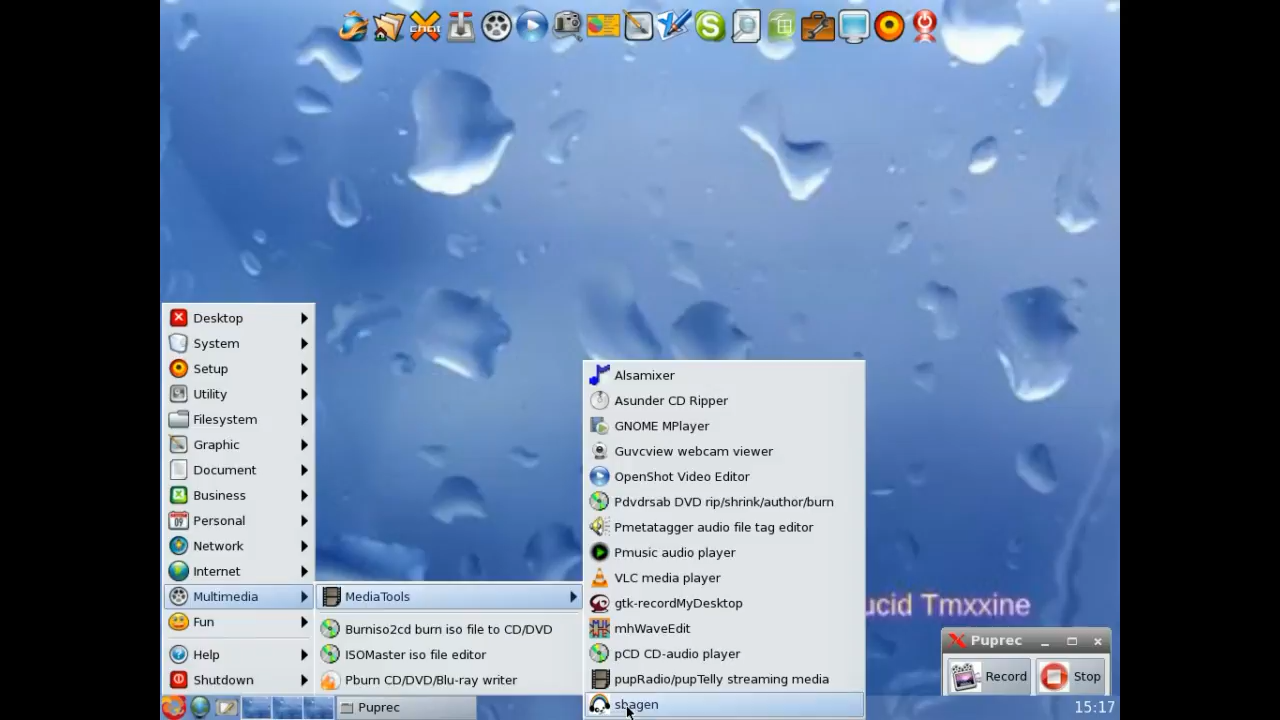 chat
Desktop
System
Setup
Utility
Filesystem
Graphic
Document
Business
Personal
Network
Internet
Multimedia
Fun
Help
Shutdown
MediaTools
Burniso2cd burn iso file to CD/DVD
ISOMaster iso file editor
Pburn CD/DVD/Blu-ray writer
Alsamixer
Asunder CD Ripper
GNOME MPlayer
Guvcview webcam viewer
OpenShot Video Editor
Pdvdrsab DVD rip/shrink/author/burn
Pmetatagger audio file tag editor
Pmusic audio player
VLC media player
gtk-recordMyDesktop
mhWaveEdit
pCD CD-audio player
pupRadio/pupTelly streaming media
sbagen
ucid Tmxxine
Puprec
Record
Stop
Puprec
15:17